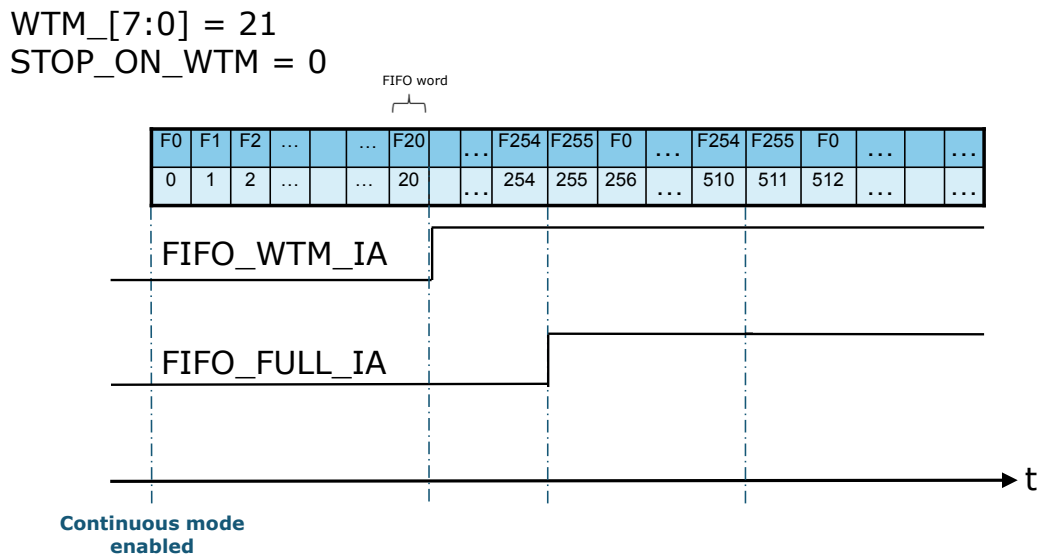 WTM_[7:0] = 21
STOP_ON_WTM = 0
FIFO word
F0 F1 F2 ... ... F20 ... F254 F255 F0 ... F254 F255 F0 ... ...
0 1 2 ... ... 20 ... 254 255 256 ... 510 511 512 ... ...
FIFO_WTM_IA
FIFO_FULL_IA
t
Continuous mode
enabled